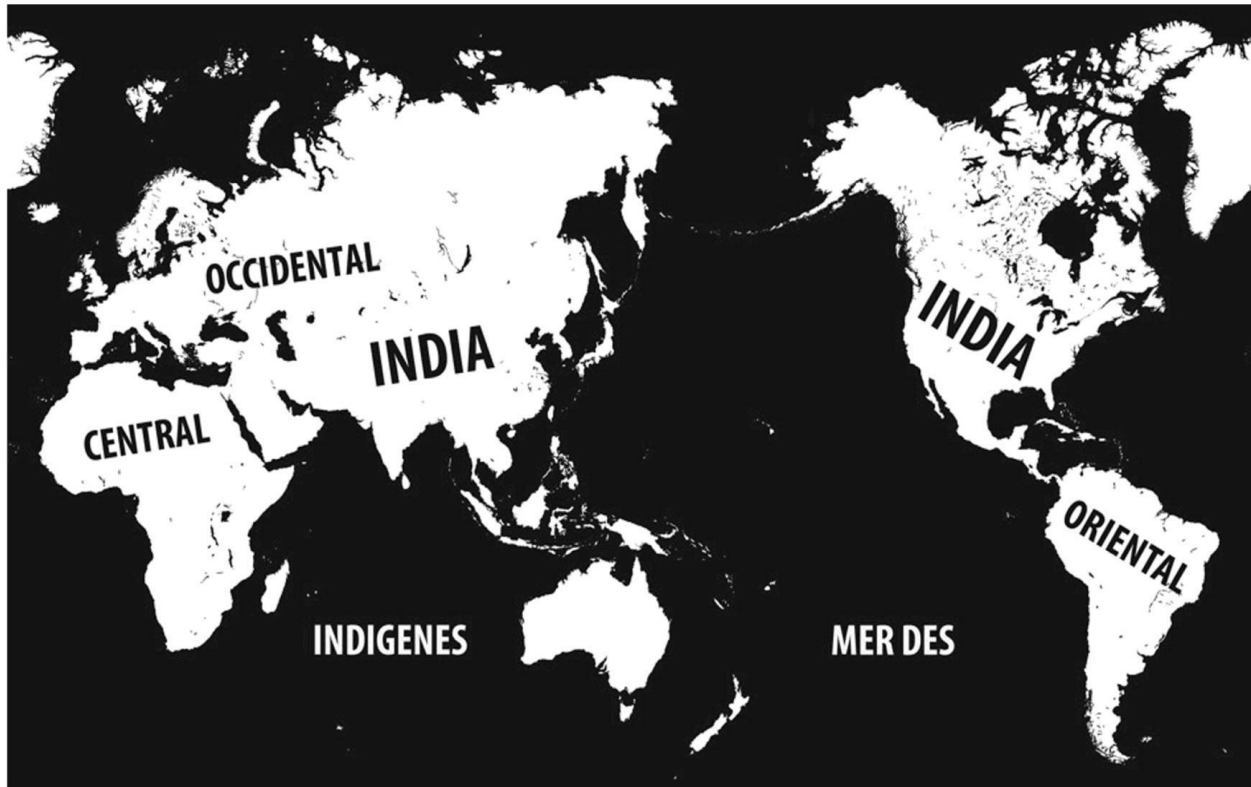 OCCIDENTAL
INDIA
INDIA
CENTRAL
ORIENTAL
INDIGENES
MER DES